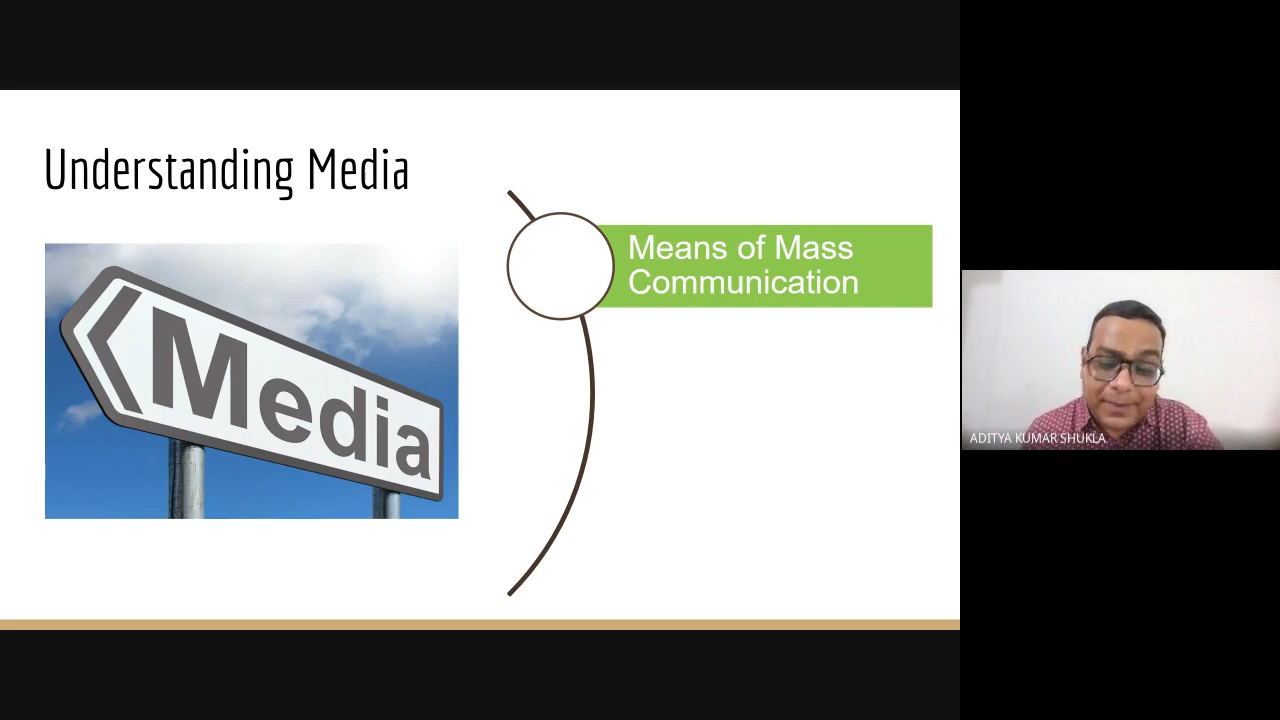 Understanding Media
Media
Means of Mass
Communication
ADITYA KUMAR SHUKLA